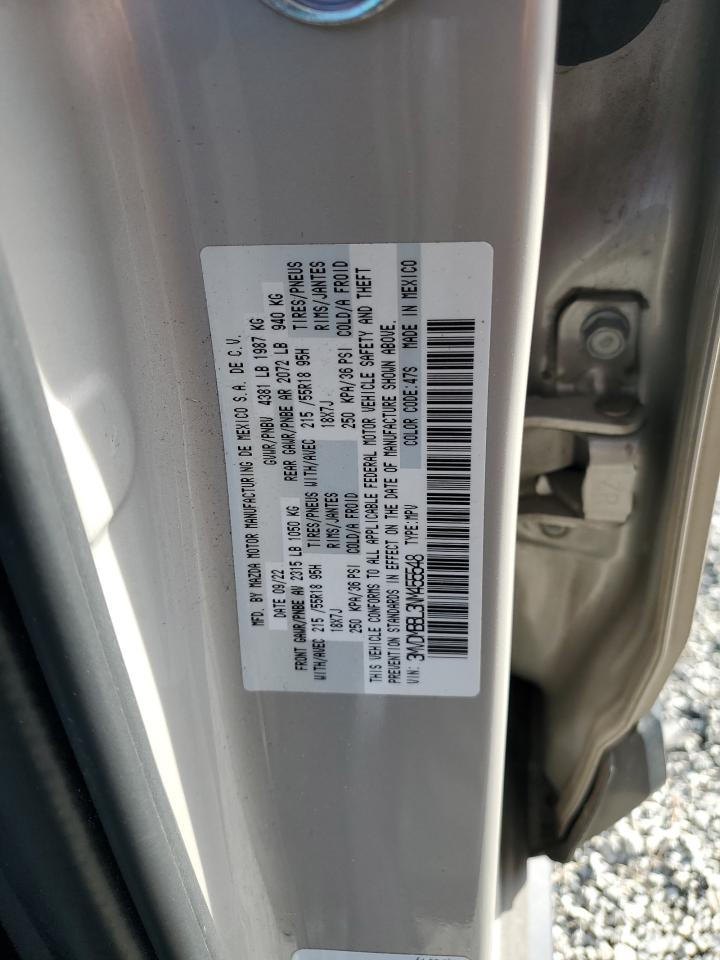 MFD. BY MAZDA MOTOR MANUFACTURING DE MEXICO S.A. DE C.V.
DATE 09/22 GVWR/PNBV 4381 LB 1987 KG
FRONT GAWR/PNBE AV 2315 LB 1050 KG REAR GAWR/PNBE AR 2072 LB 940 KG
WITH/AVEC 215 /55R18 95H TIRES/PNEUS WITH/AVEC 215 /55R18 95H TIRES/PNEUS
18X7J RIMS/JANTES 18X7J RIMS/JANTES
250 KPA/36 PSI COLD/A FROID 250 KPA/36 PSI COLD/A FROID
THIS VEHICLE CONFORMS TO ALL APPLICABLE FEDERAL MOTOR VEHICLE SAFETY AND THEFT
PREVENTION STANDARDS IN EFFECT ON THE DATE OF MANUFACTURE SHOWN ABOVE.
VIN: 3MVDMBBL3NM455548 TYPE:MPV COLOR CODE:47S MADE IN MEXICO